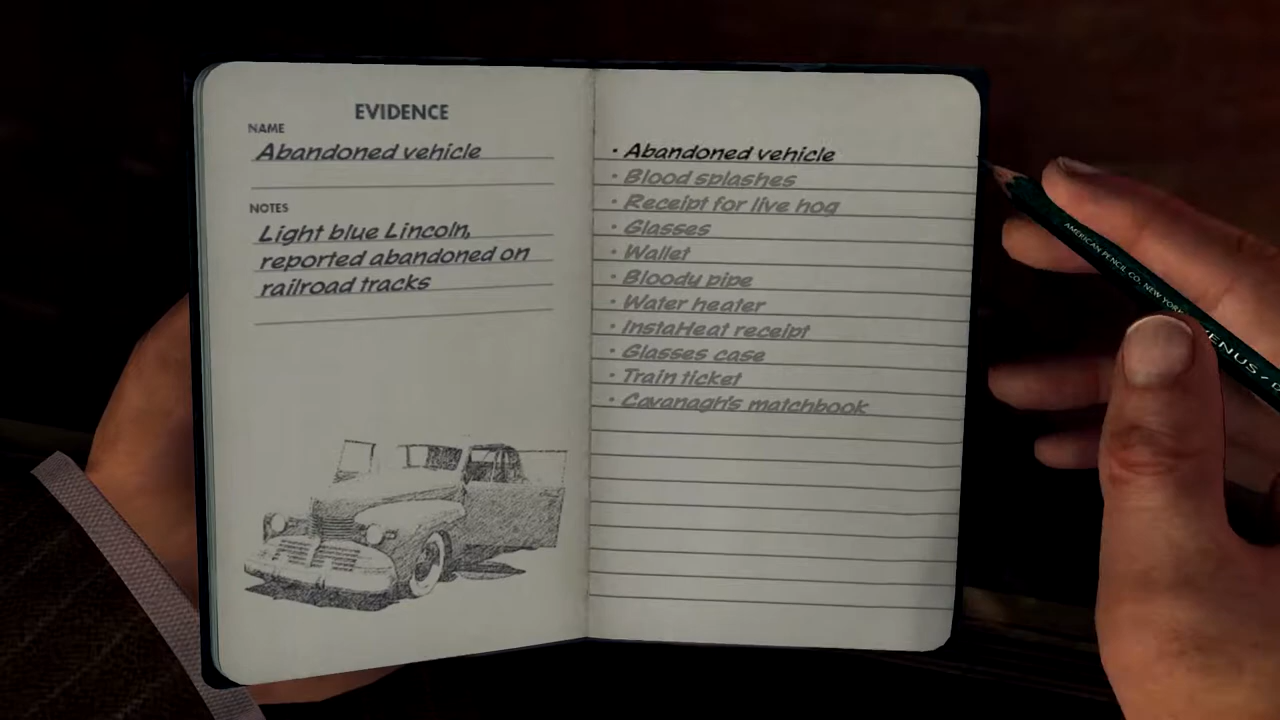 EVIDENCE
NAME
Abandoned vehicle
NOTES
Light blue Lincoln,
reported abandoned on
railroad tracks
· Abandoned vehicle
· Blood splashes
· Receipt for live hog
· Glasses
· Wallet
· Bloody pipe
· Water heater
· InstaHeat receipt
· Glasses case
· Train ticket
· Cavanagh's matchbook
AMERICAN PENCIL CO. NEW YORK